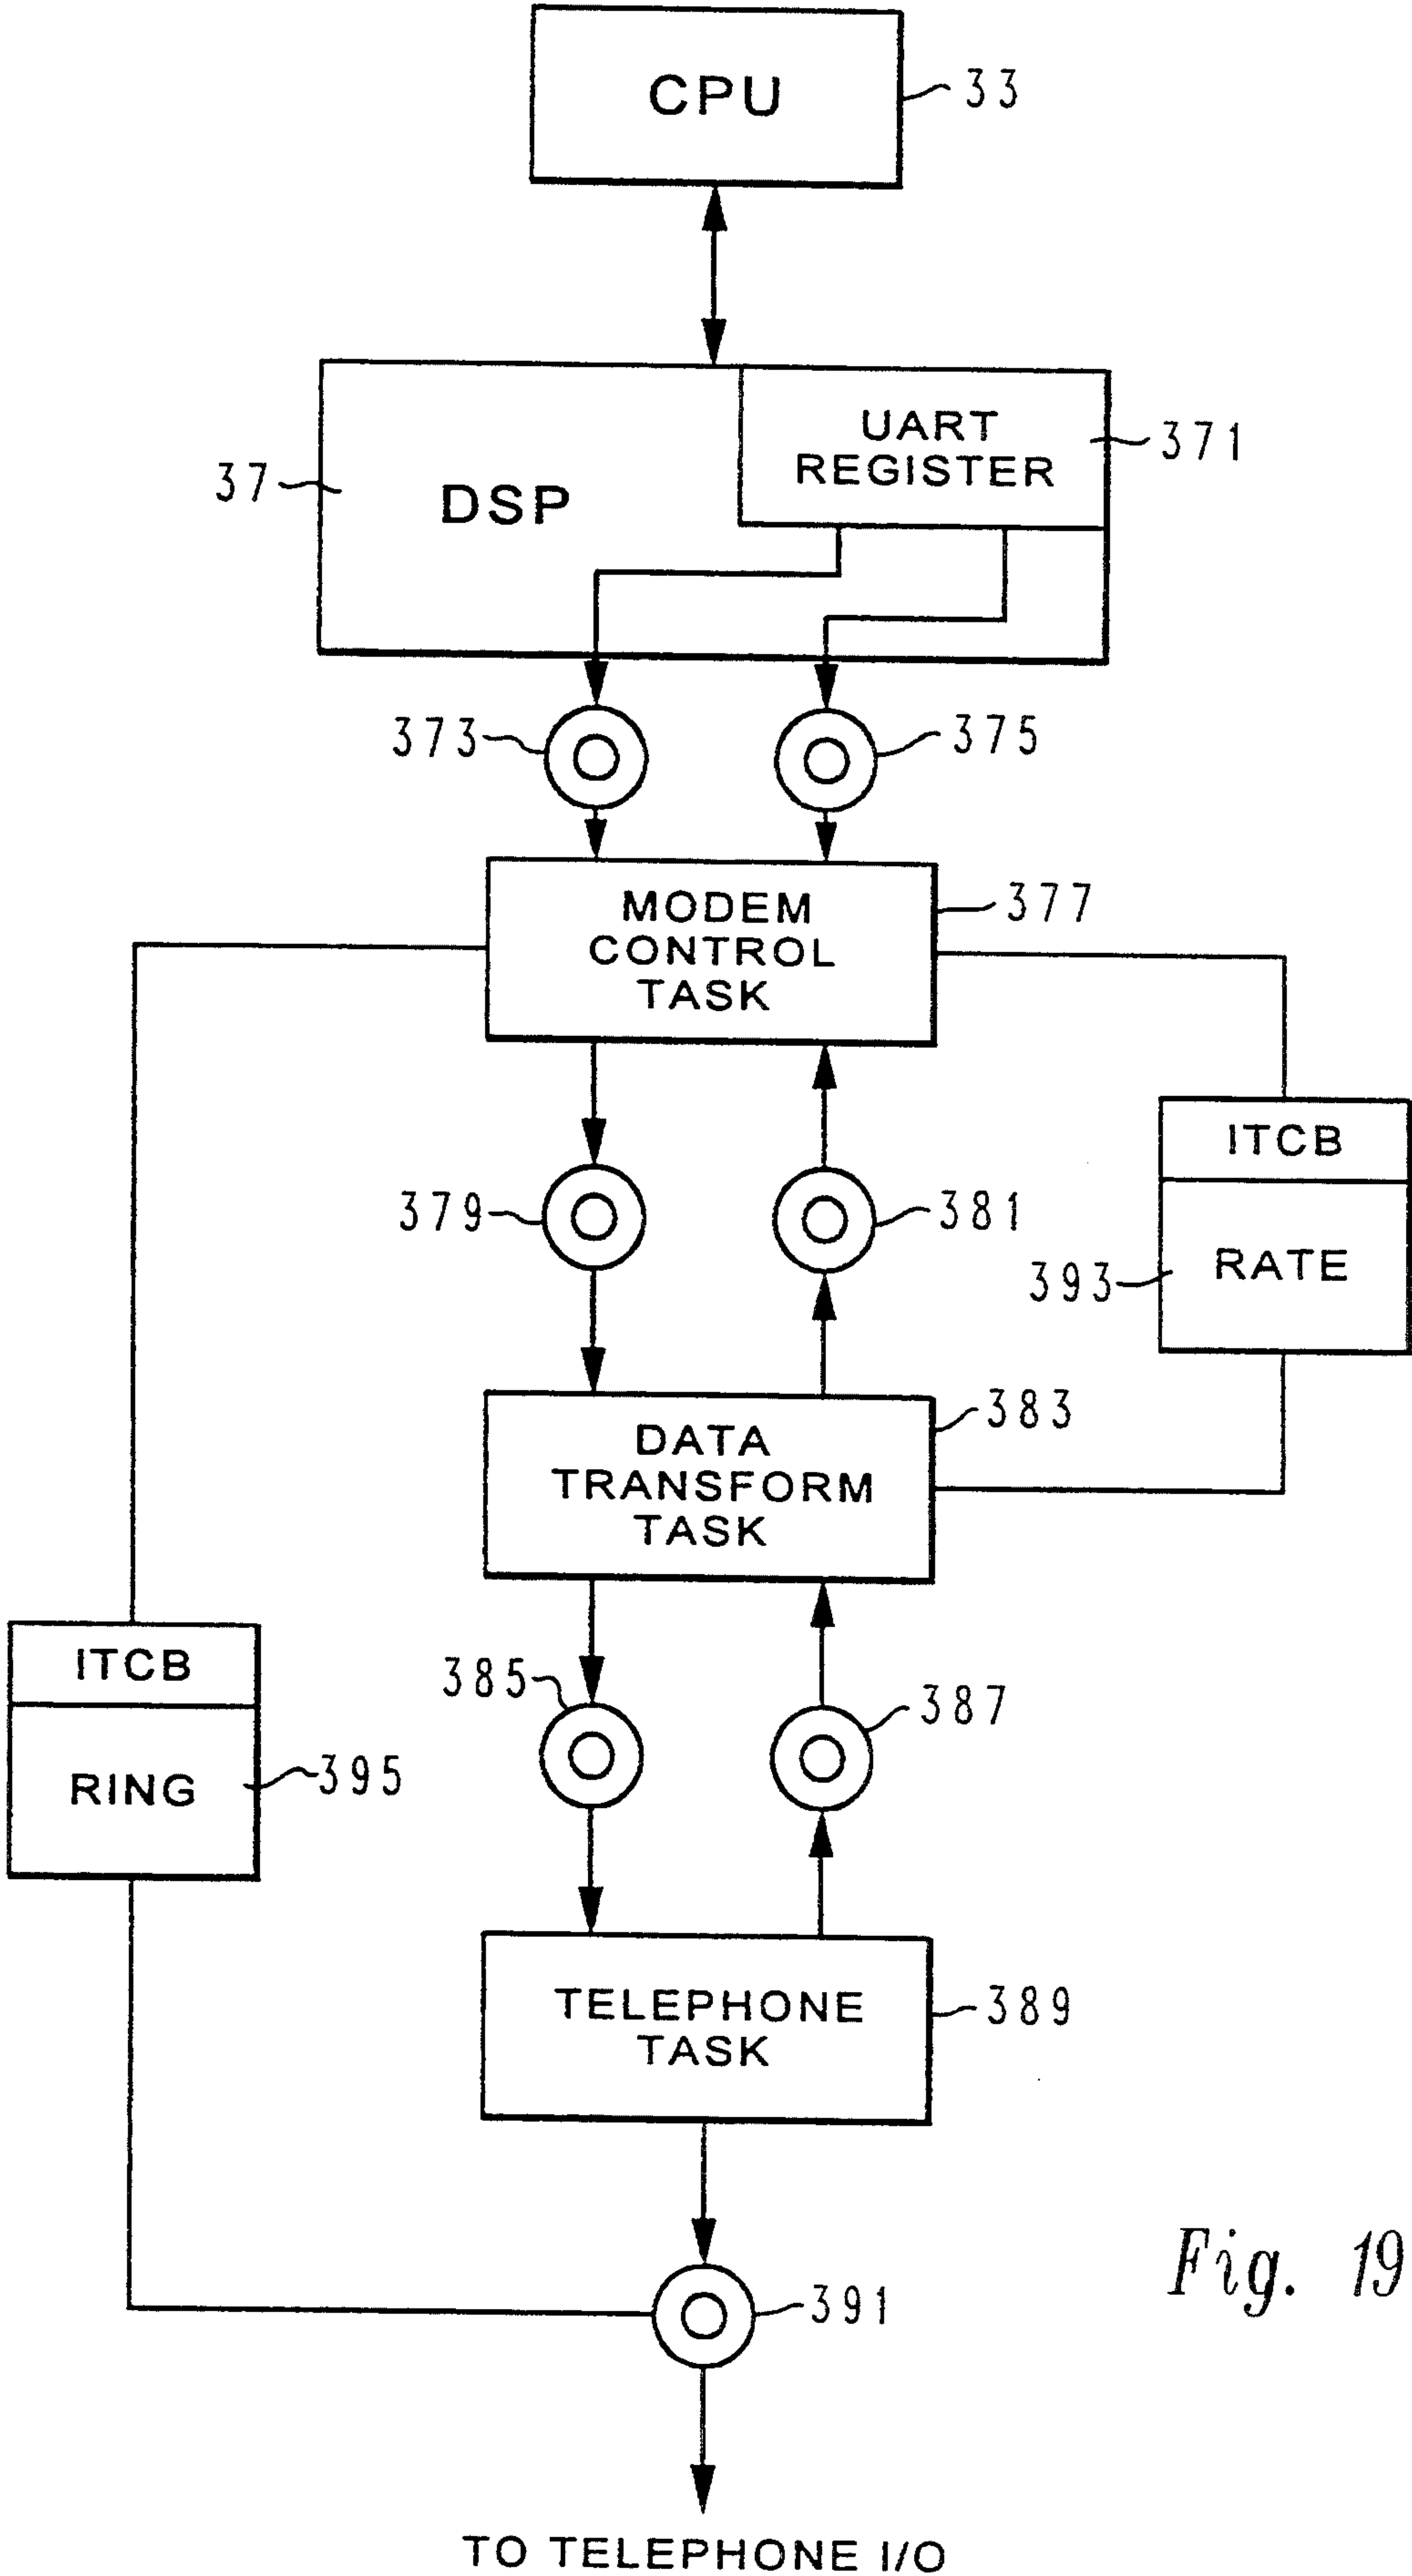 CPU
33
UART
REGISTER
371
37
DSP
373
375
MODEM
CONTROL
TASK
377
ITCB
RATE
393
379
381
DATA
TRANSFORM
TASK
383
ITCB
RING
395
385
387
TELEPHONE
TASK
389
391
TO TELEPHONE I/O
Fig. 19